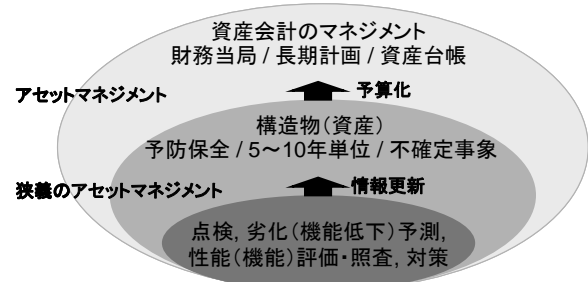 資産会計のマネジメント
財務当局 / 長期計画 / 資産台帳
アセットマネジメント
予算化
構造物(資産)
予防保全 / 5〜10年単位 / 不確定事象
狭義のアセットマネジメント
情報更新
点検, 劣化(機能低下)予測,
性能(機能)評価・照査, 対策